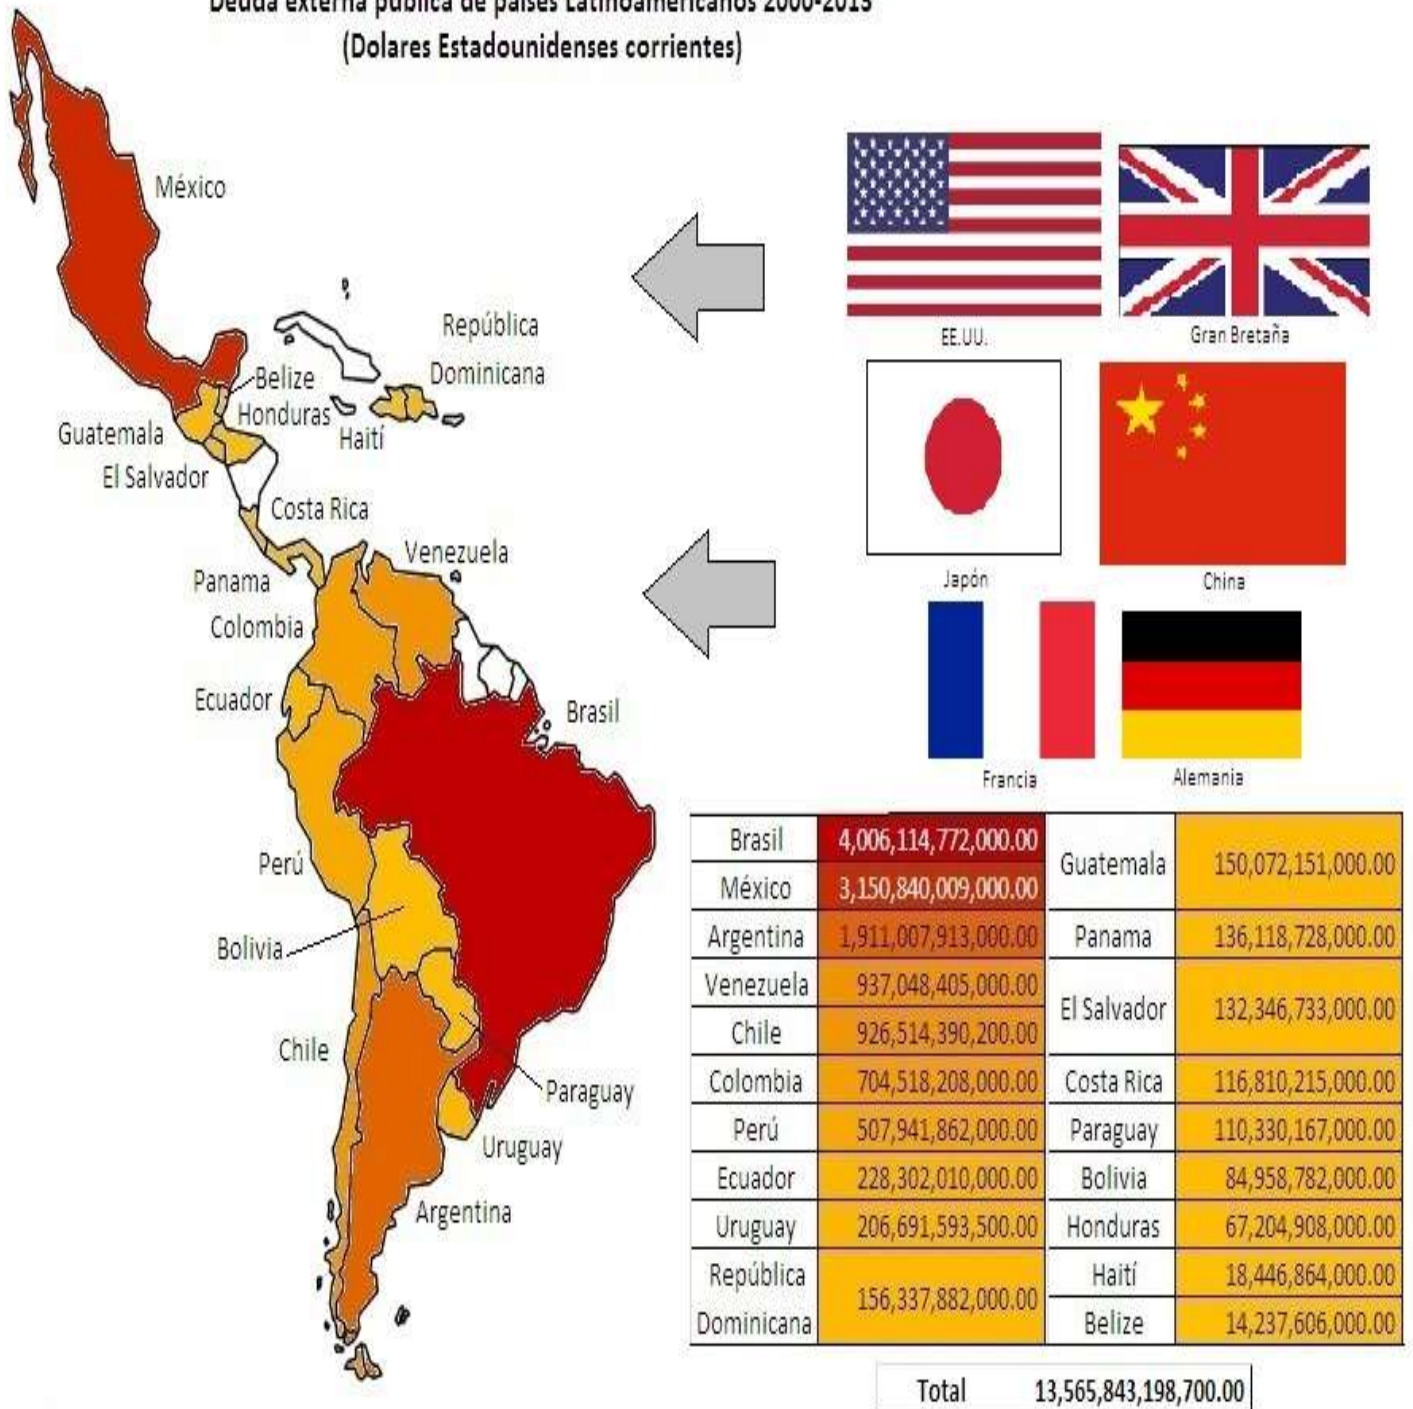 Deuda externa pública de países Latinoamericanos 2000-2015
(Dolares Estadounidenses corrientes)
México
República
Dominicana
Belize
Honduras
Haití
Guatemala
El Salvador
Costa Rica
Venezuela
Panama
Colombia
Ecuador
Brasil
Perú
Bolivia
Chile
Paraguay
Uruguay
Argentina
EE.UU.
Gran Bretaña
Japón
China
Francia
Alemania
Brasil 4,006,114,772,000.00
México 3,150,840,009,000.00
Argentina 1,911,007,913,000.00
Venezuela 937,048,405,000.00
Chile 926,514,390,200.00
Colombia 704,518,208,000.00
Perú 507,941,862,000.00
Ecuador 228,302,010,000.00
Uruguay 206,691,593,500.00
República
Dominicana 156,337,882,000.00
Guatemala 150,072,151,000.00
Panama 136,118,728,000.00
El Salvador 132,346,733,000.00
Costa Rica 116,810,215,000.00
Paraguay 110,330,167,000.00
Bolivia 84,958,782,000.00
Honduras 67,204,908,000.00
Haití 18,446,864,000.00
Belize 14,237,606,000.00
Total 13,565,843,198,700.00